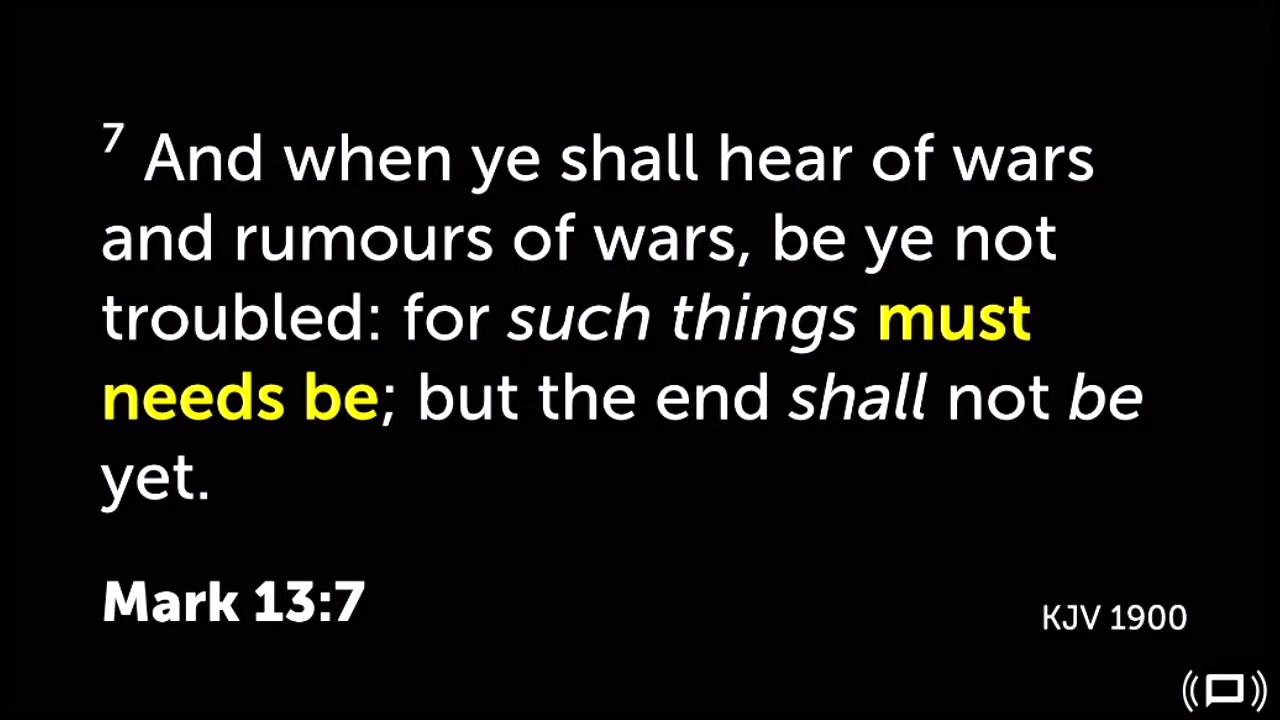 7 And when ye shall hear of wars
and rumours of wars, be ye not
troubled: for such things must
needs be; but the end shall not be
yet.
Mark 13:7
KJV 1900